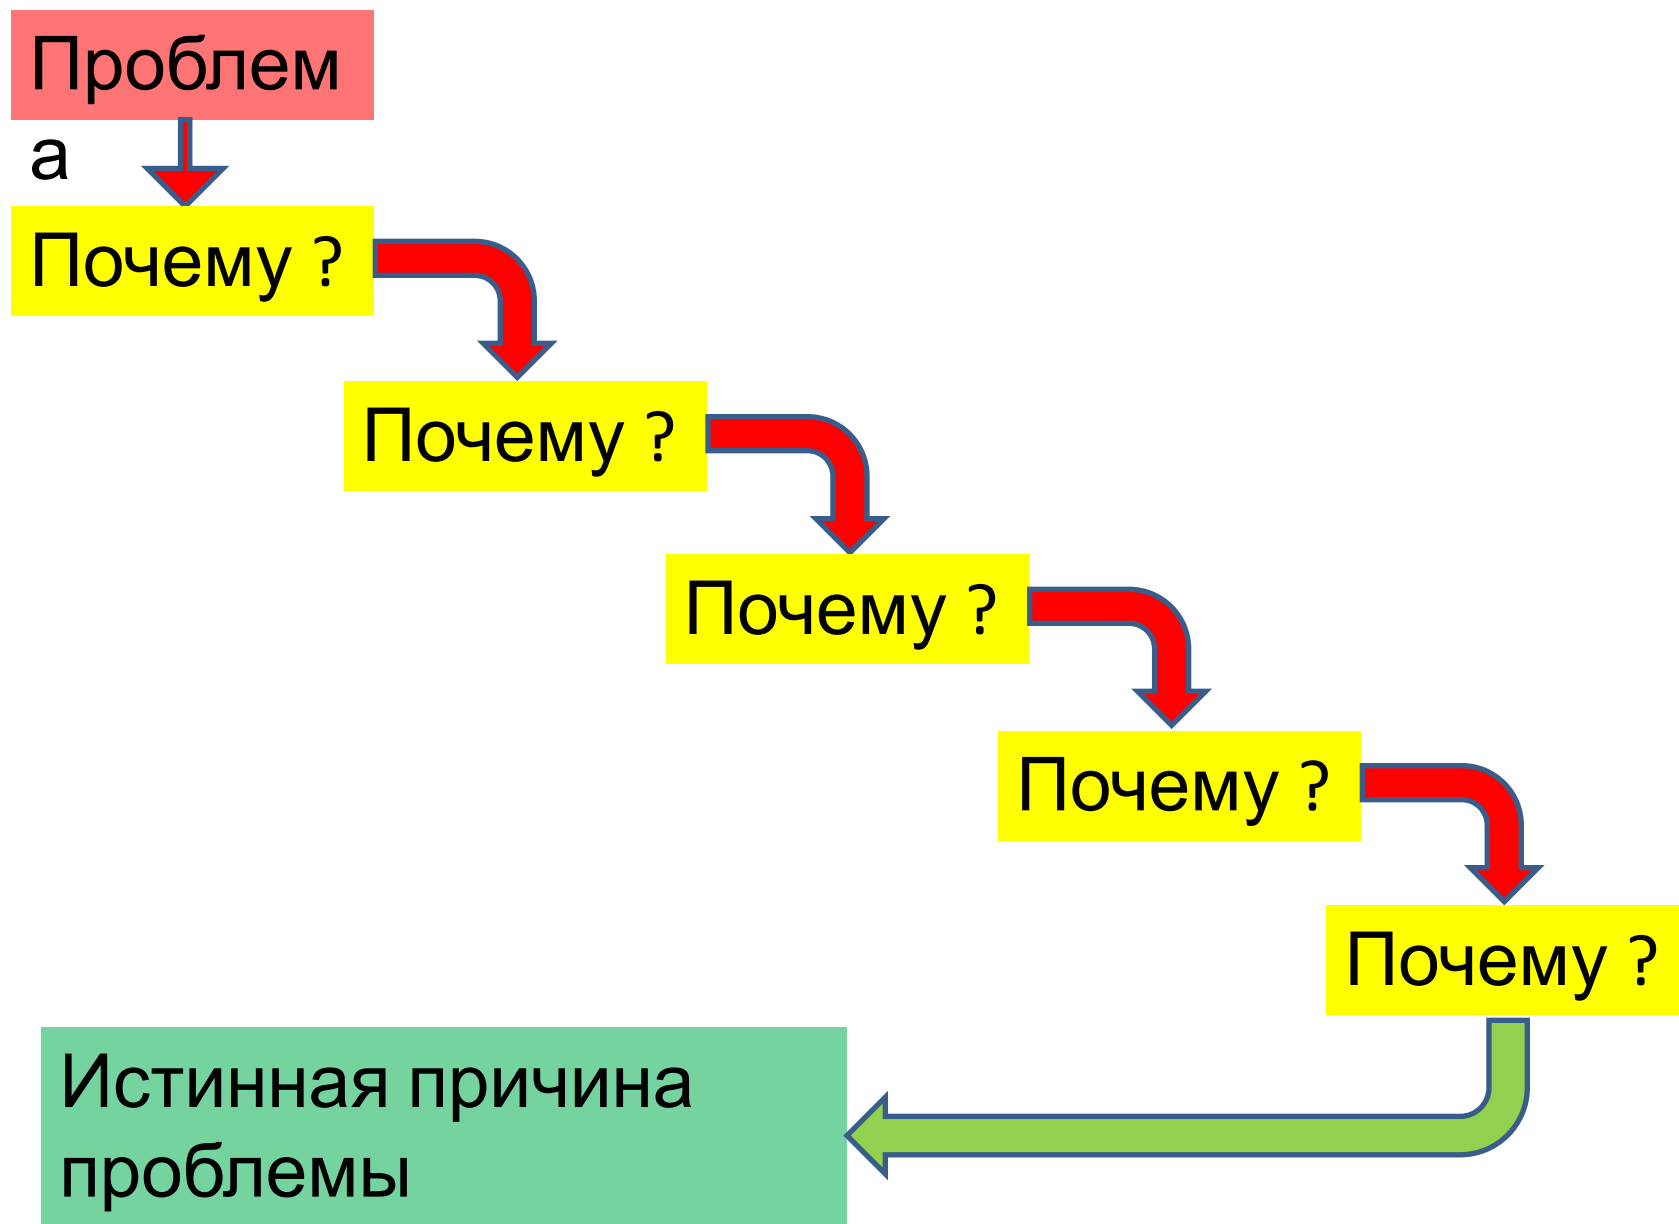 Проблем
а
Почему ?
Почему ?
Почему ?
Почему ?
Почему ?
Истинная причина
проблемы